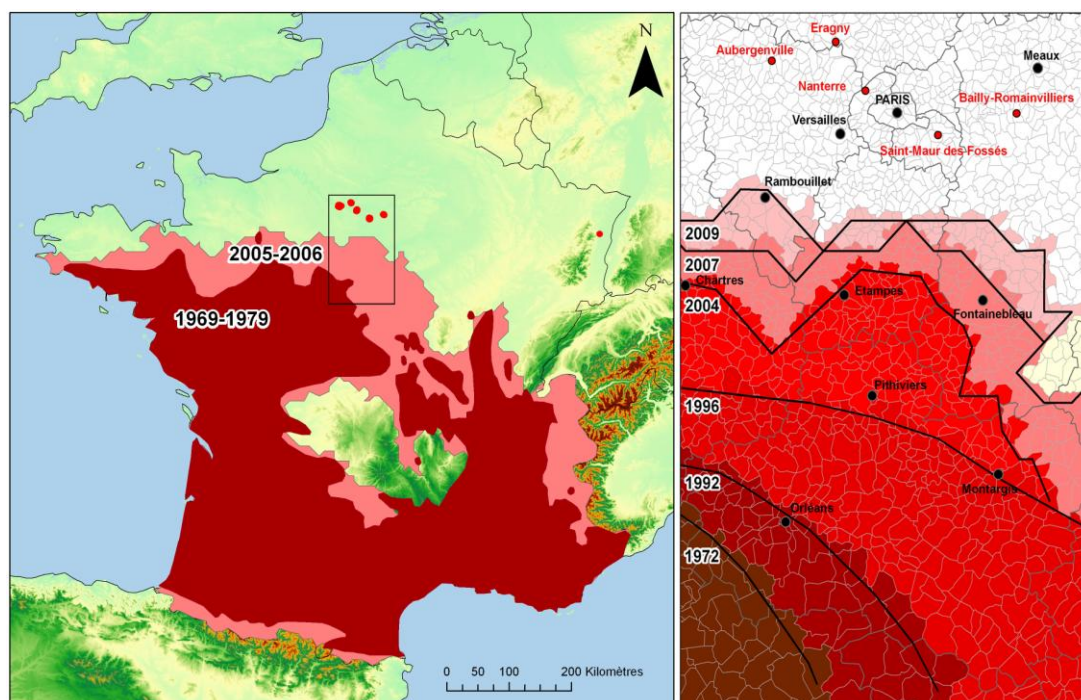 N
2005-2006
1969-1979
0 50 100 200 Kilomètres
Eragny
Aubergenville
Meaux
Nanterre
PARIS
Bailly-Romainvilliers
Versailles
Saint-Maur des Fossés
Rambouillet
2009
2007
Chartres
2004
Etampes
Fontainebleau
Pithiviers
1996
Montargis
1992
Orléans
1972